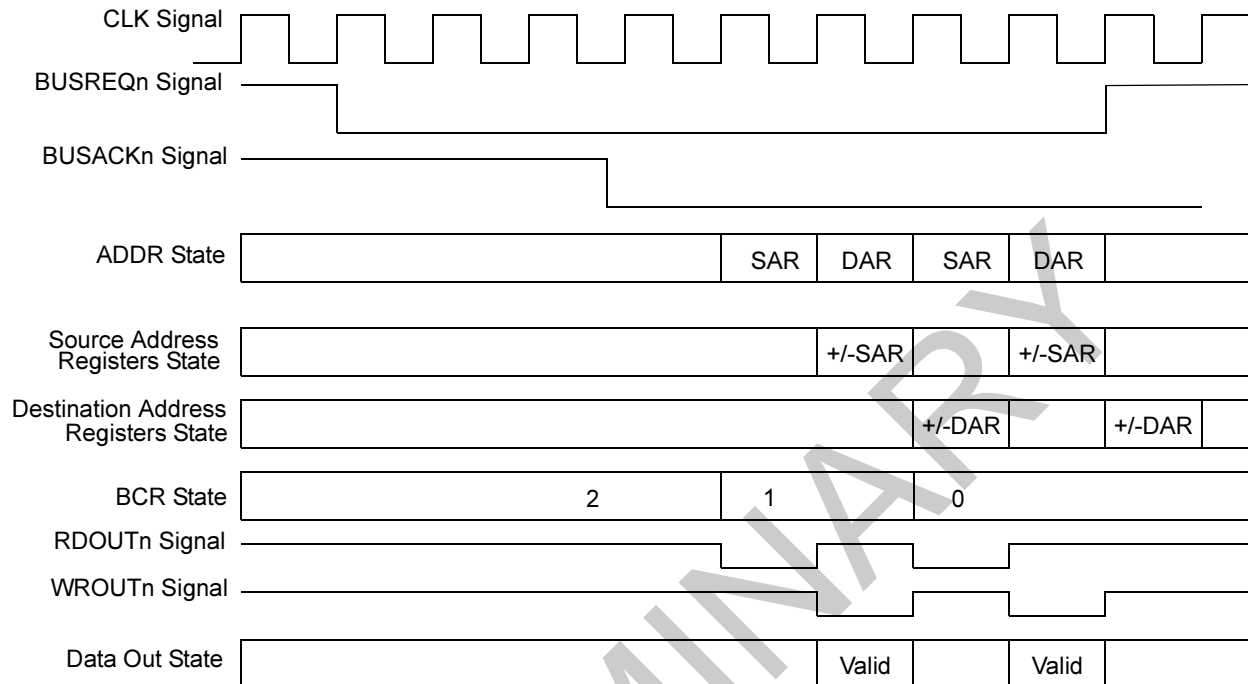 CLK Signal
BUSREQn Signal
BUSACKn Signal
ADDR State
SAR DAR SAR DAR
Source Address
Registers State
+/-SAR +/-SAR
Destination Address
Registers State
+/-DAR +/-DAR
BCR State
2 1 0
RDOUTn Signal
WROUTn Signal
Data Out State
Valid Valid
MINARY